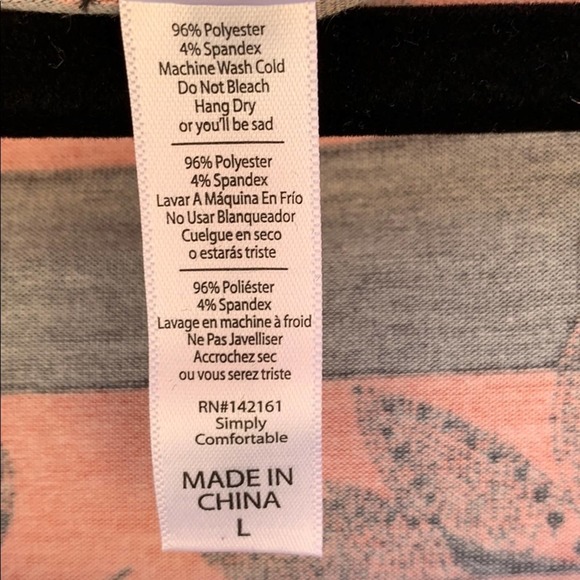 96% Polyester
4% Spandex
Machine Wash Cold
Do Not Bleach
Hang Dry
or you'll be sad
96% Polyester
4% Spandex
Lavar A Máquina En Frío
No Usar Blanqueador
Cuelgue en seco
o estarás triste
96% Poliéster
4% Spandex
Lavage en machine à froid
Ne Pas Javelliser
Accrochez sec
ou vous serez triste
RN#142161
Simply
Comfortable
MADE IN
CHINA
L